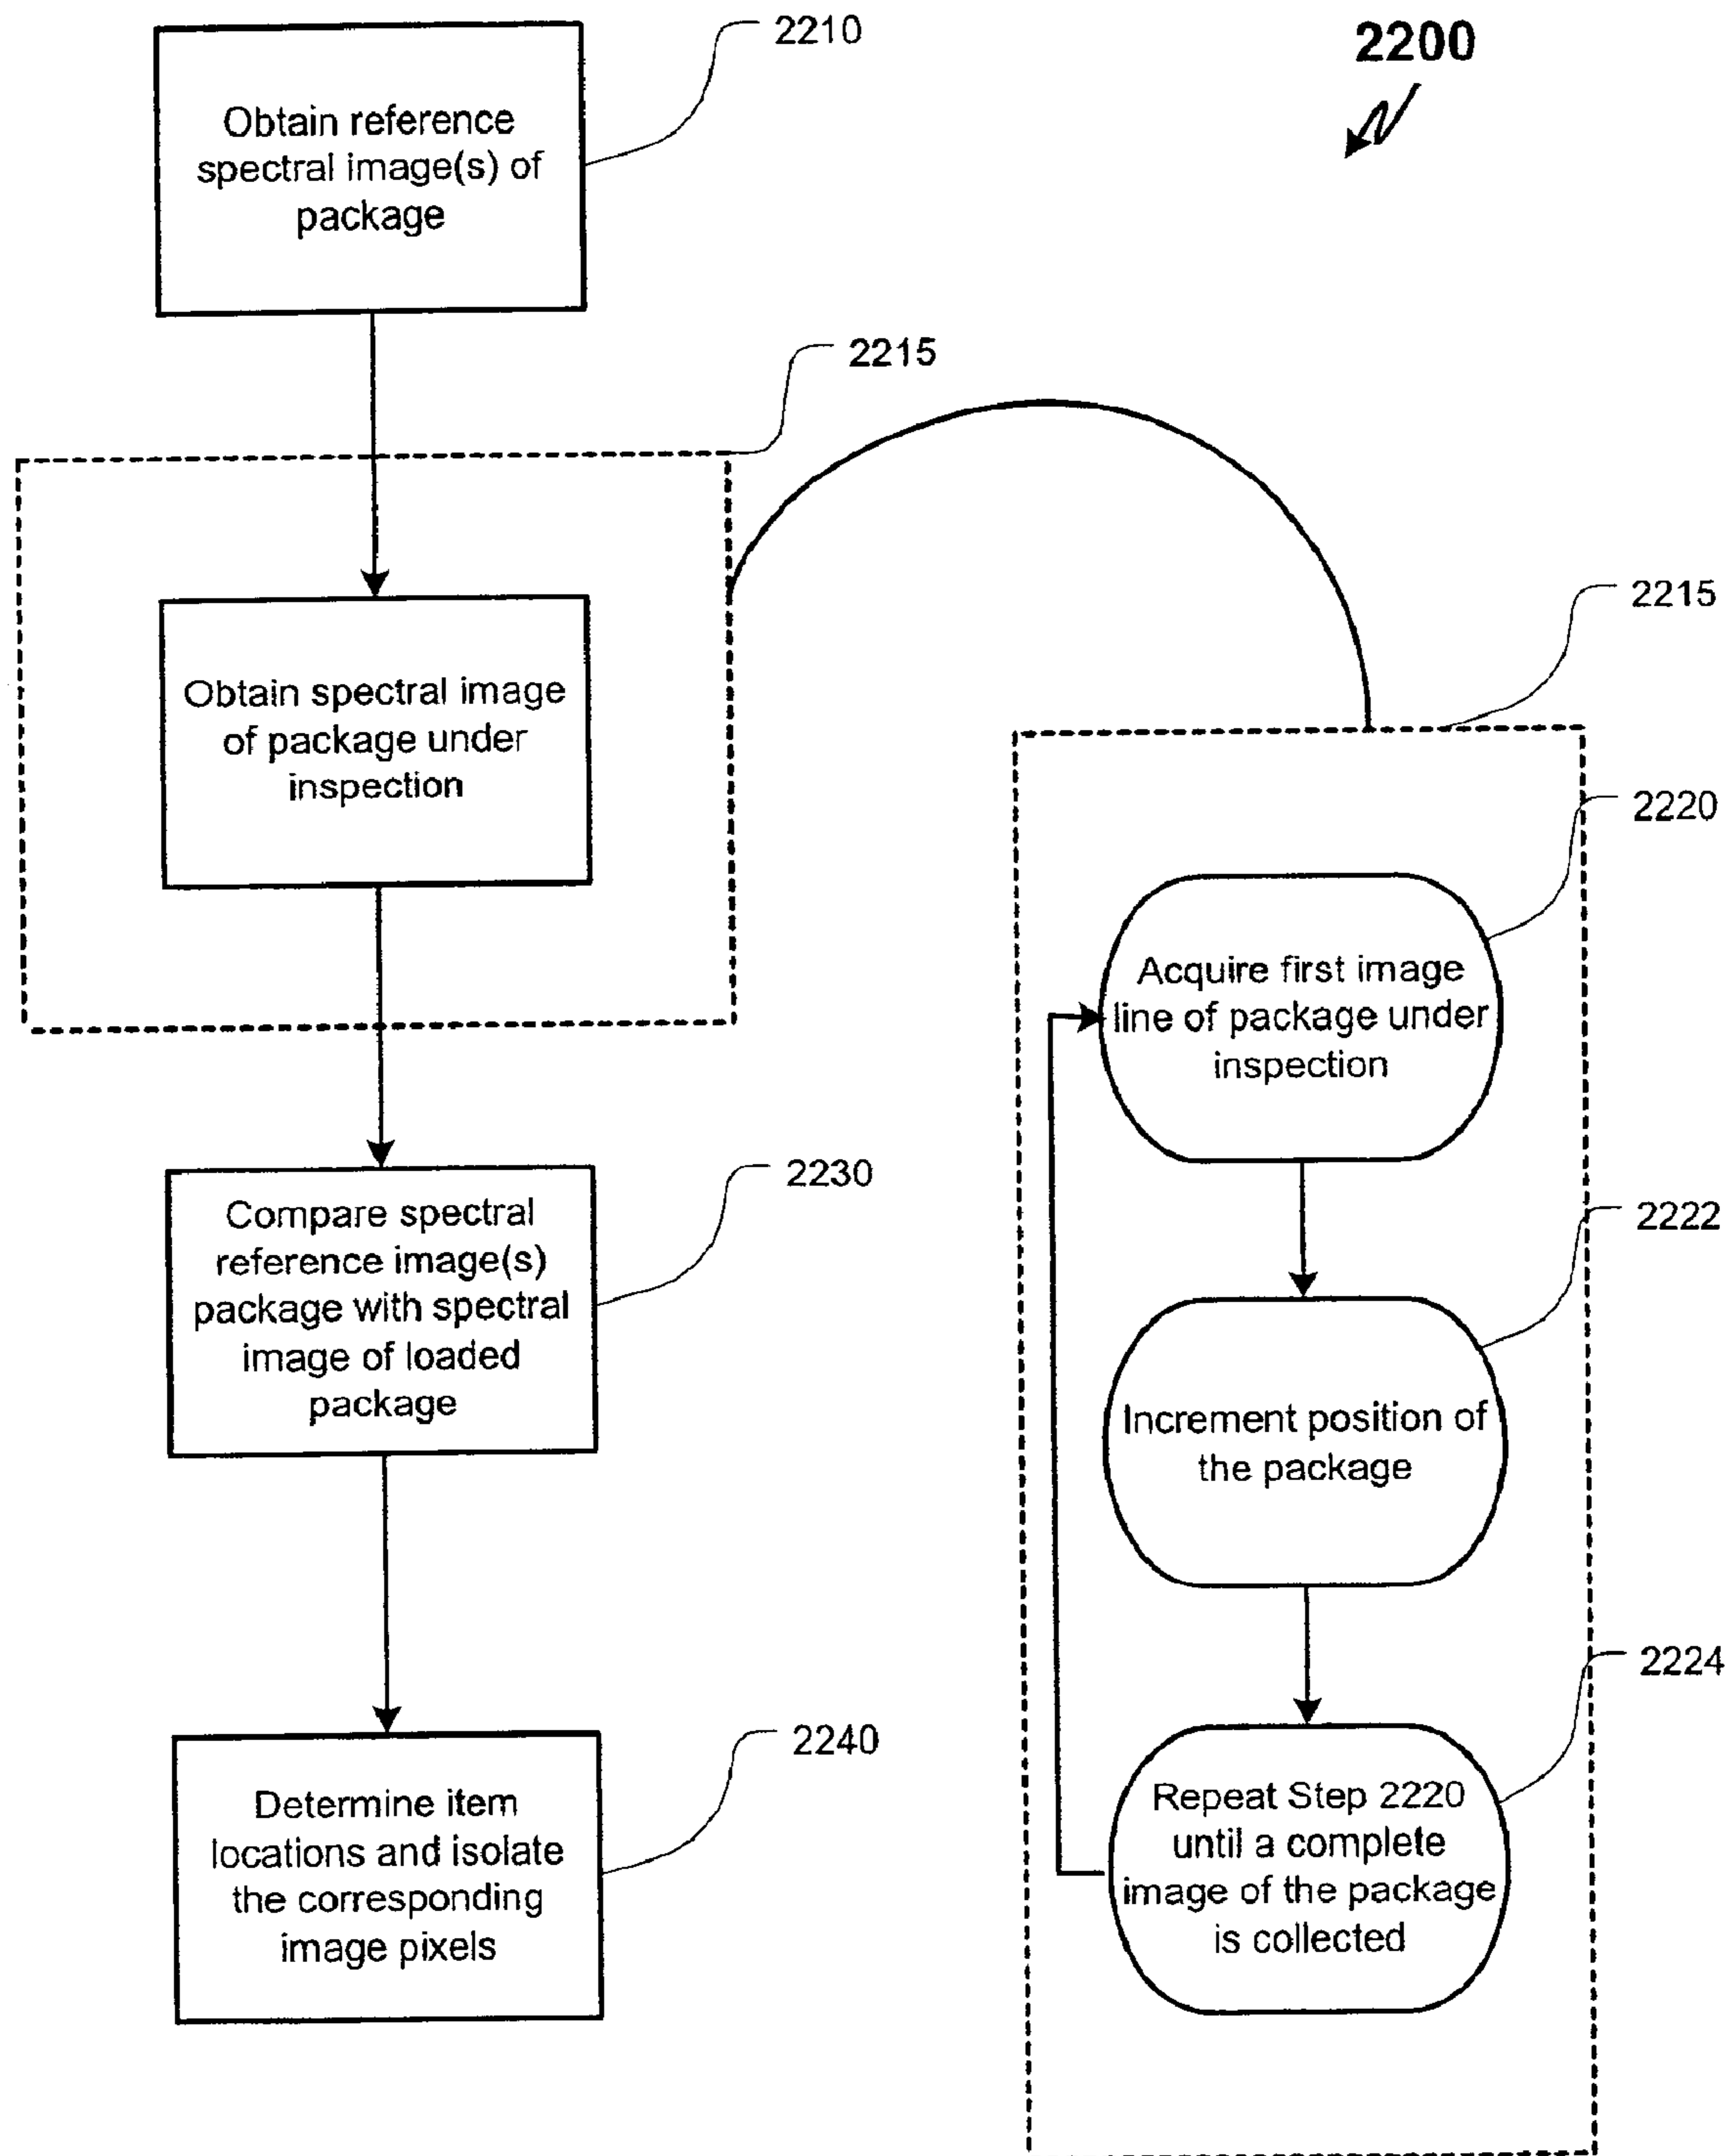 2200
2210
Obtain reference
spectral image(s) of
package
2215
Obtain spectral image
of package under
inspection
2230
Compare spectral
reference image(s)
package with spectral
image of loaded
package
2240
Determine item
locations and isolate
the corresponding
image pixels
2215
2220
Acquire first image
line of package under
inspection
2222
Increment position of
the package
2224
Repeat Step 2220
until a complete
image of the package
is collected